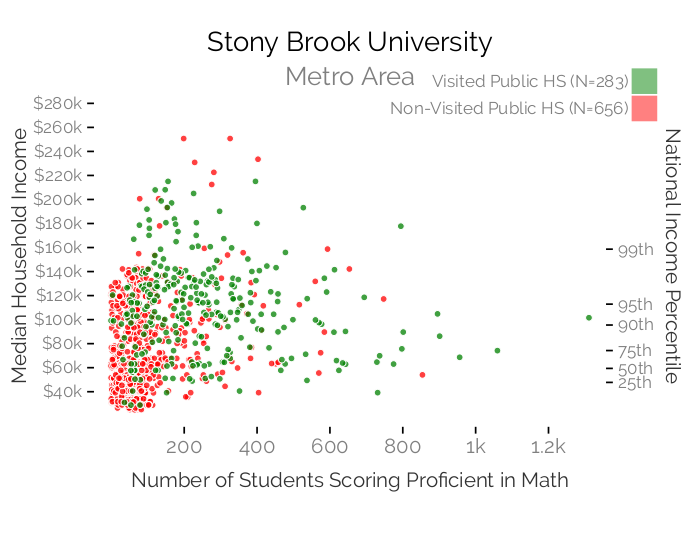 Stony Brook University
Metro Area
Visited Public HS (N=283)
Non-Visited Public HS (N=656)
Median Household Income
$280k
$260k
$240k
$220k
$200k
$180k
$160k
$140k
$120k
$100k
$80k
$60k
$40k
National Income Percentile
99th
95th
90th
75th
50th
25th
200
400
600
800
1k
1.2k
Number of Students Scoring Proficient in Math